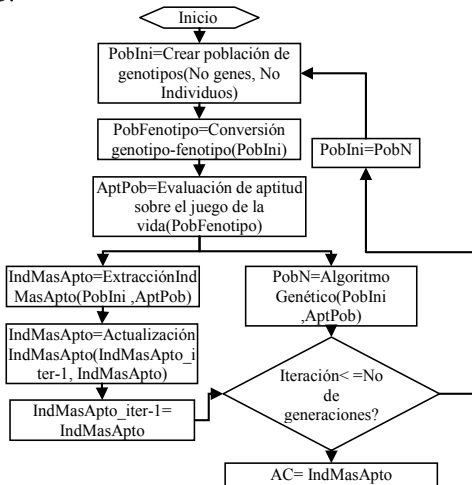 Inicio
PobIni=Crear población de
genotipos(No genes, No
Individuos)
PobFenotipo=Conversión
genotipo-fenotipo(PobIni)
PobIni=PobN
AptPob=Evaluación de aptitud
sobre el juego de la
vida(PobFenotipo)
IndMasApto=ExtracciónInd
MasApto(PobIni ,AptPob)
PobN=Algoritmo
Genético(PobIni
,AptPob)
IndMasApto=Actualización
IndMasApto(IndMasApto_i
ter-1, IndMasApto)
IndMasApto_iter-1=
IndMasApto
Iteración< =No
de
generaciones?
AC= IndMasApto